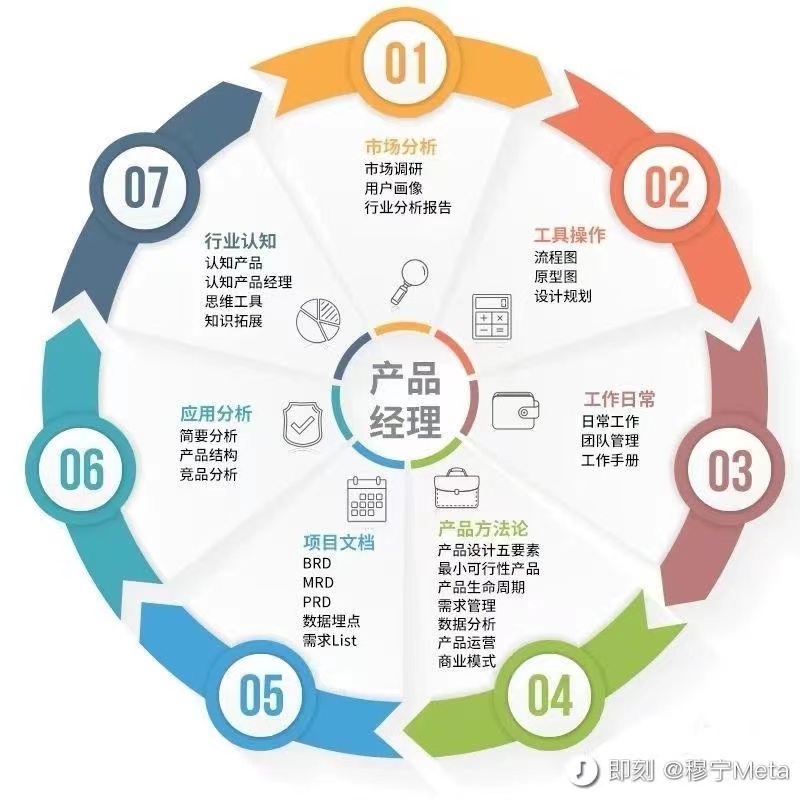 01
市场分析
市场调研
用户画像
行业分析报告
02
工具操作
流程图
原型图
设计规划
03
工作日常
日常工作
团队管理
工作手册
04
产品方法论
产品设计五要素
最小可行性产品
产品生命周期
需求管理
数据分析
产品运营
商业模式
05
项目文档
BRD
MRD
PRD
数据埋点
需求List
06
应用分析
简要分析
产品结构
竞品分析
07
行业认知
认知产品
认知产品经理
思维工具
知识拓展
产品
经理
即刻 @穆宁Meta